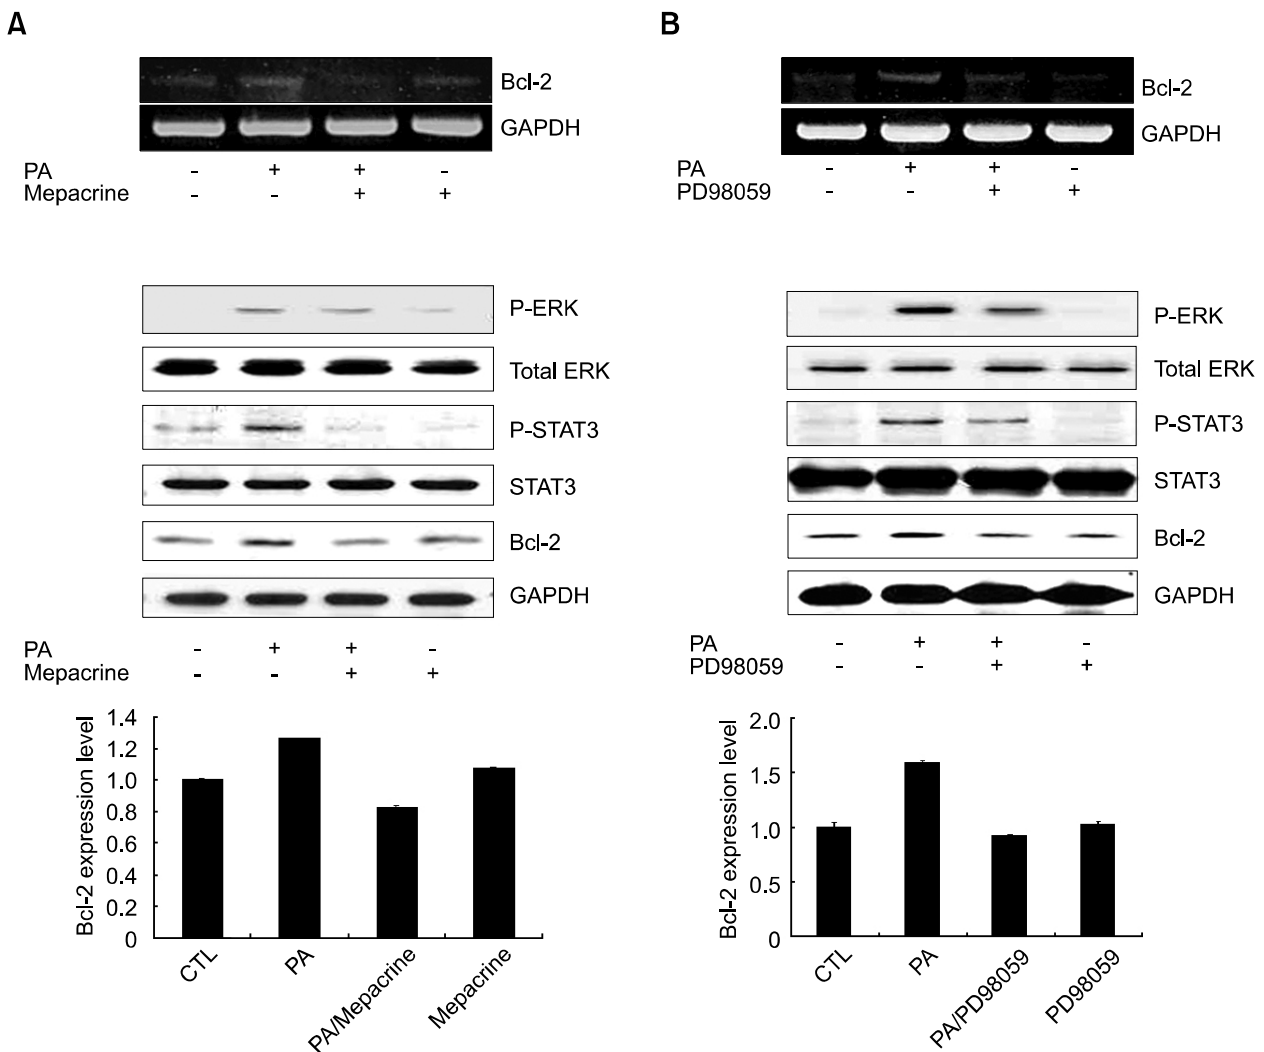 A
Bcl-2
GAPDH
PA - + + -
Mepacrine - - + +
P-ERK
Total ERK
P-STAT3
STAT3
Bcl-2
GAPDH
PA - + + -
Mepacrine - - + +
Bcl-2 expression level
1.4
1.2
1.0
0.8
0.6
0.4
0.2
0
CTL PA PA/Mepacrine Mepacrine
B
Bcl-2
GAPDH
PA - + + -
PD98059 - - + +
P-ERK
Total ERK
P-STAT3
STAT3
Bcl-2
GAPDH
PA - + + -
PD98059 - - + +
Bcl-2 expression level
2.0
1.5
1.0
0.5
0
CTL PA PA/PD98059 PD98059